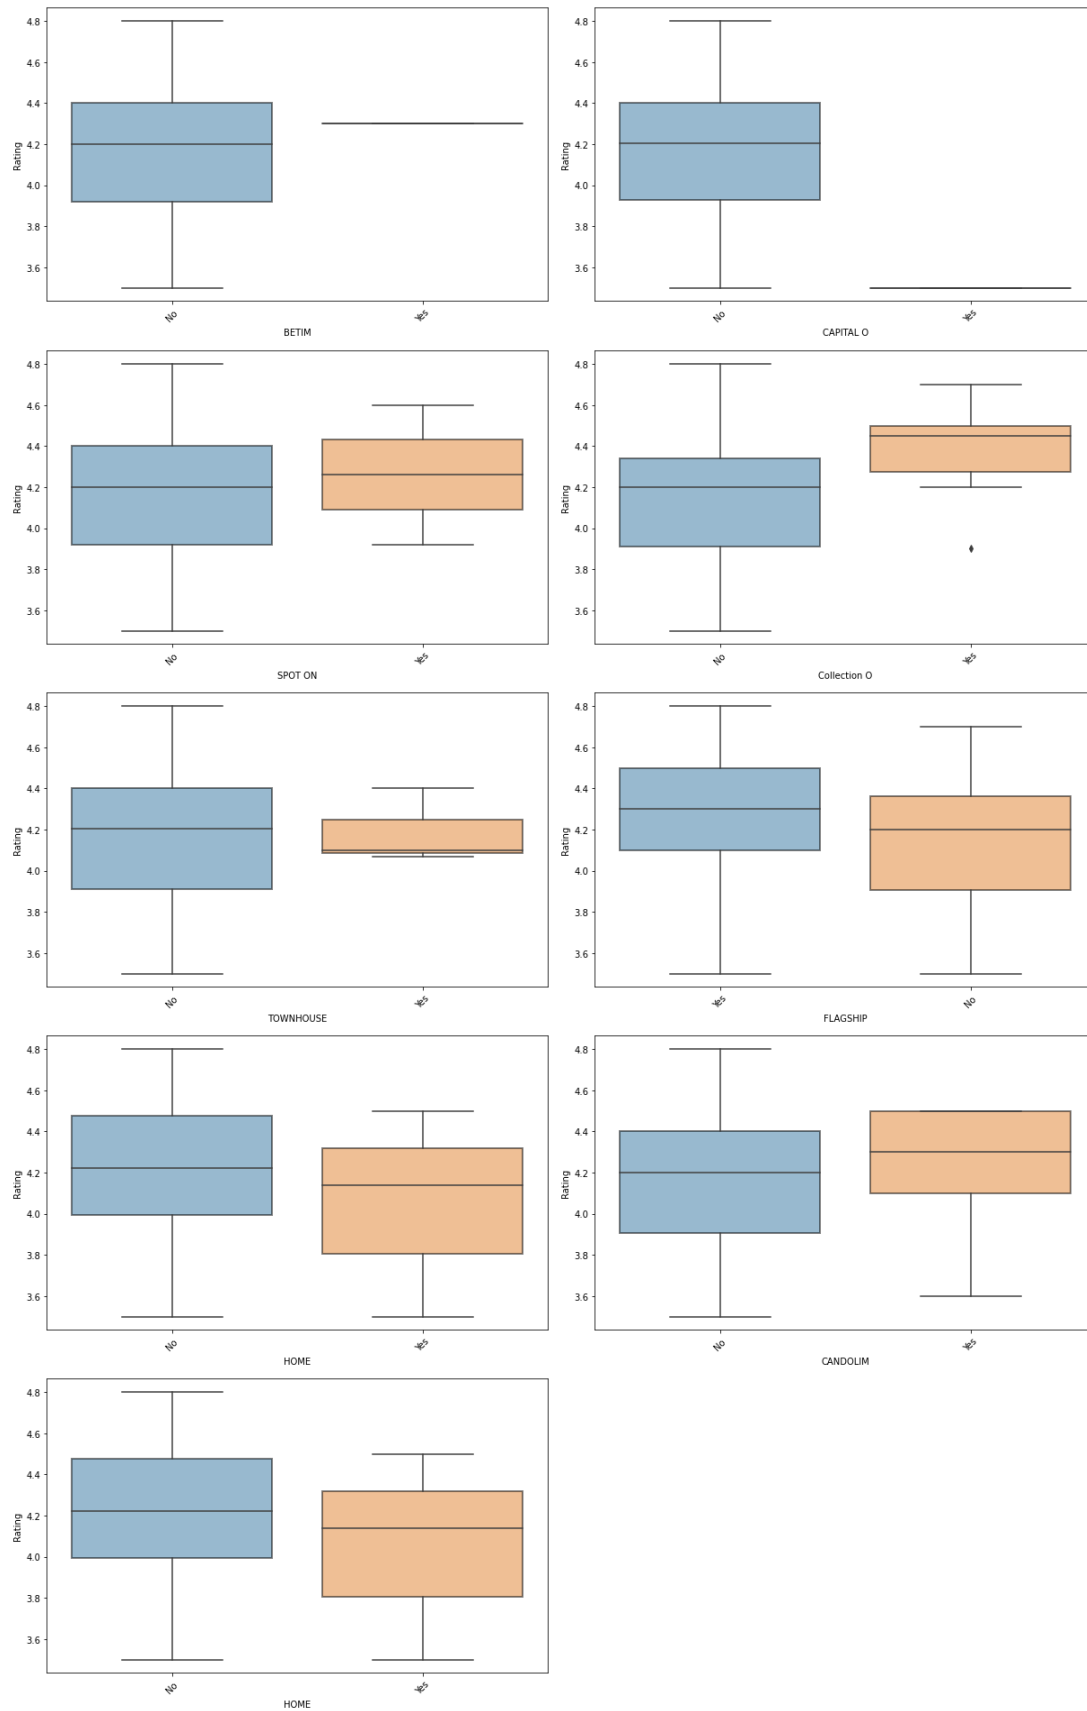 4.8
4.6
4.4
4.2
4.0
3.8
3.6
Rating
No Yes
BETIM
4.8
4.6
4.4
4.2
4.0
3.8
3.6
Rating
No Yes
CAPITAL O
4.8
4.6
4.4
4.2
4.0
3.8
3.6
Rating
No Yes
SPOT ON
4.8
4.6
4.4
4.2
4.0
3.8
3.6
Rating
No Yes
Collection O
4.8
4.6
4.4
4.2
4.0
3.8
3.6
Rating
No Yes
TOWNHOUSE
4.8
4.6
4.4
4.2
4.0
3.8
3.6
Rating
Yes No
FLAGSHIP
4.8
4.6
4.4
4.2
4.0
3.8
3.6
Rating
No Yes
HOME
4.8
4.6
4.4
4.2
4.0
3.8
3.6
Rating
No Yes
CANDOLIM
4.8
4.6
4.4
4.2
4.0
3.8
3.6
Rating
No Yes
HOME